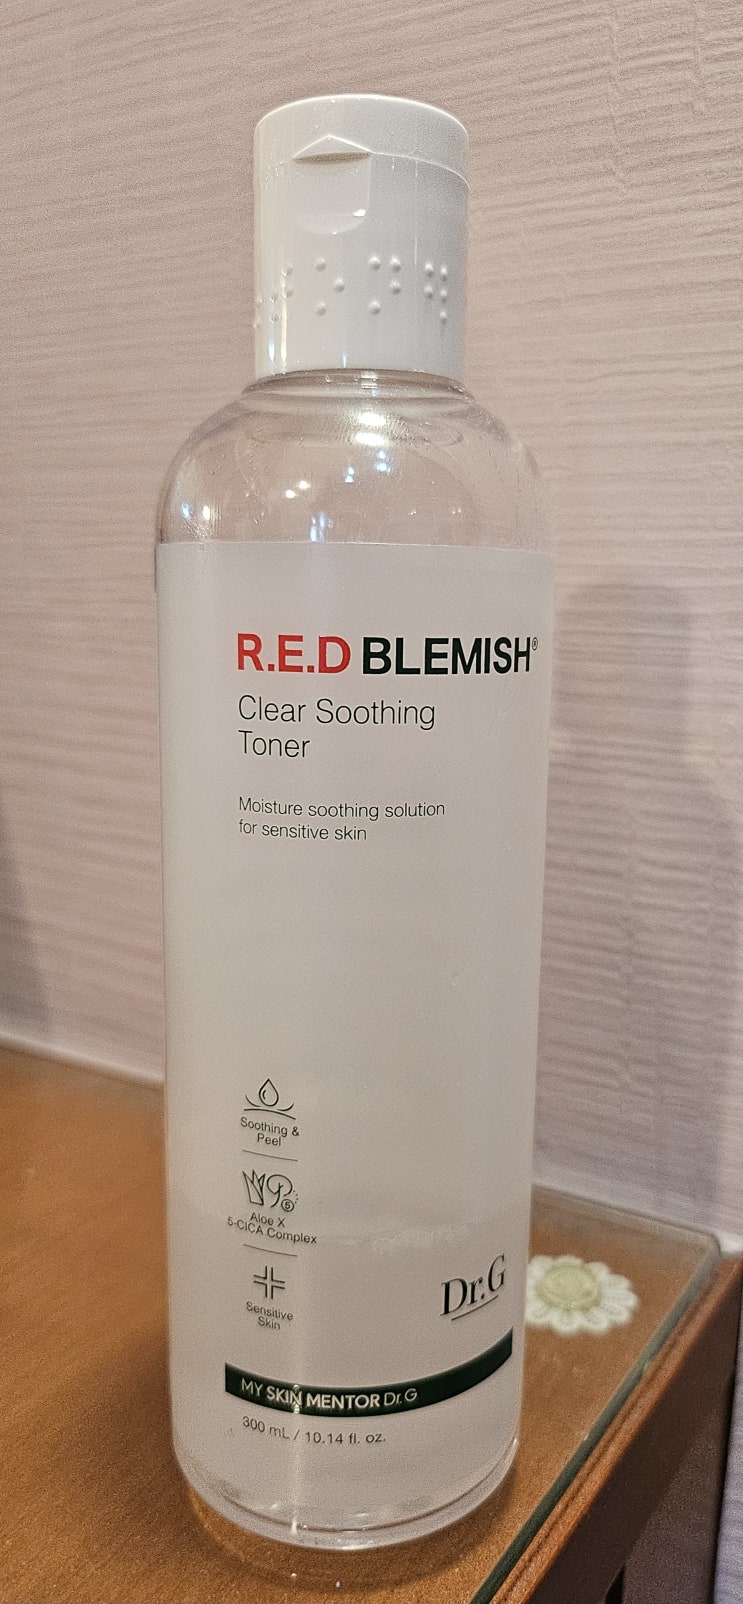 R.E.D BLEMISH®
Clear Soothing
Toner
Moisture soothing solution
for sensitive skin
Soothing &
Peel
Aloe X
5-CICA Complex
Sensitive
Skin
Dr.G
MY SKIN MENTOR Dr.G
300 mL / 10.14 fl. oz.